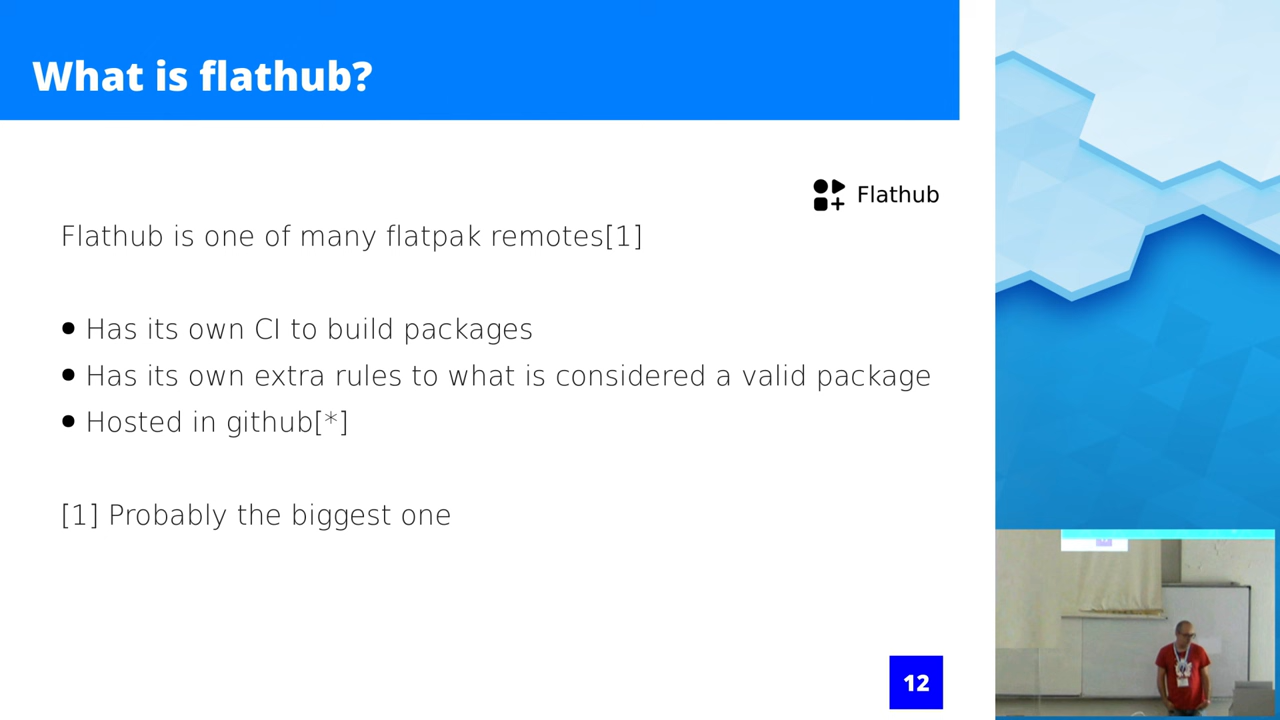 What is flathub?
Flathub
Flathub is one of many flatpak remotes[1]
Has its own CI to build packages
Has its own extra rules to what is considered a valid package
Hosted in github[*]
[1] Probably the biggest one
12